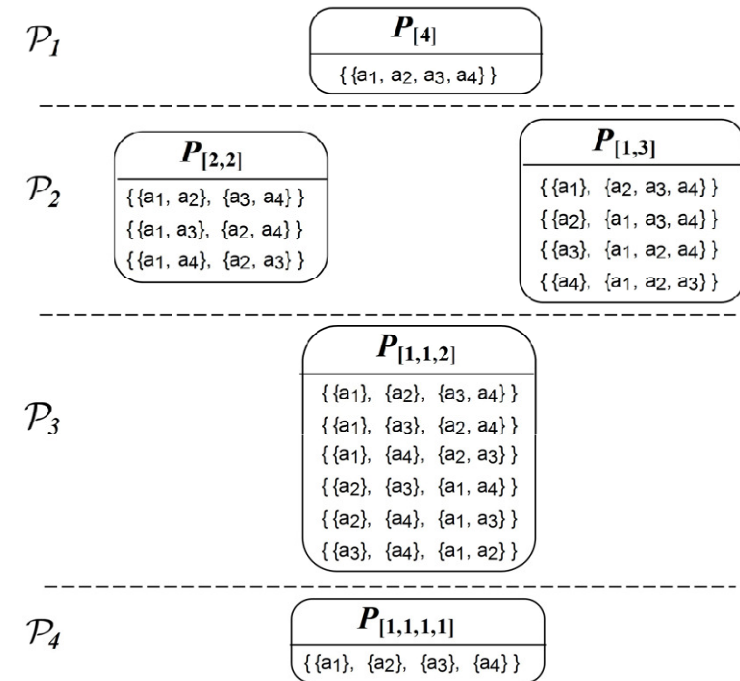 𝒫₁
P[4]
{ {a₁, a₂, a₃, a₄} }
𝒫₂
P[2,2]
{ {a₁, a₂}, {a₃, a₄} }
{ {a₁, a₃}, {a₂, a₄} }
{ {a₁, a₄}, {a₂, a₃} }
P[1,3]
{ {a₁}, {a₂, a₃, a₄} }
{ {a₂}, {a₁, a₃, a₄} }
{ {a₃}, {a₁, a₂, a₄} }
{ {a₄}, {a₁, a₂, a₃} }
𝒫₃
P[1,1,2]
{ {a₁}, {a₂}, {a₃, a₄} }
{ {a₁}, {a₃}, {a₂, a₄} }
{ {a₁}, {a₄}, {a₂, a₃} }
{ {a₂}, {a₃}, {a₁, a₄} }
{ {a₂}, {a₄}, {a₁, a₃} }
{ {a₃}, {a₄}, {a₁, a₂} }
𝒫₄
P[1,1,1,1]
{ {a₁}, {a₂}, {a₃}, {a₄} }